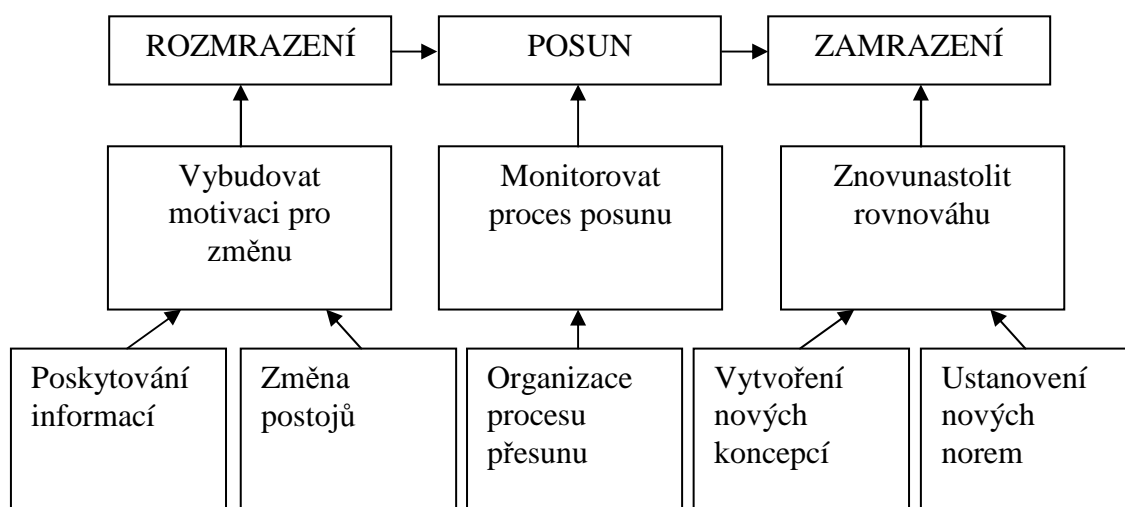 ROZMRAZENÍ
POSUN
ZAMRAZENÍ
Vybudovat
motivaci pro
změnu
Monitorovat
proces posunu
Znovunastolit
rovnováhu
Poskytování
informací
Změna
postojů
Organizace
procesu
přesunu
Vytvoření
nových
koncepcí
Ustanovení
nových
norem